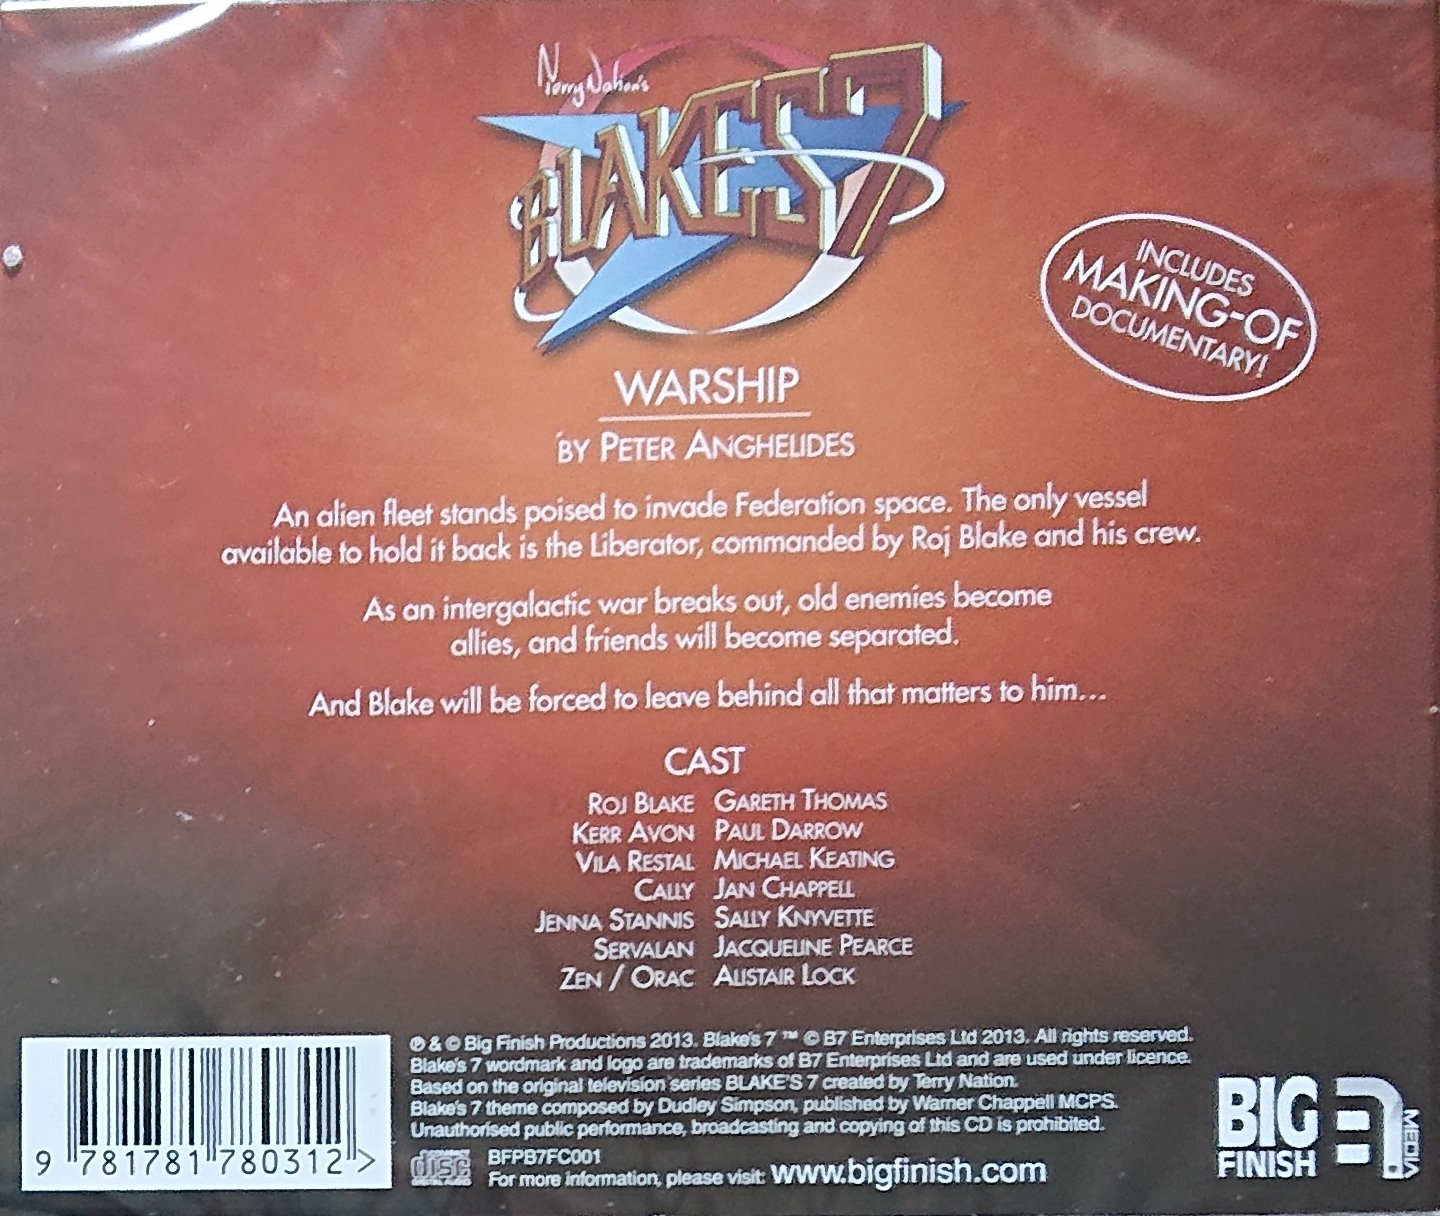 Terry Nation's
BLAKE'S 7
INCLUDES
MAKING-OF
DOCUMENTARY!
WARSHIP
BY PETER ANGHELIDES
An alien fleet stands poised to invade Federation space. The only vessel
available to hold it back is the Liberator, commanded by Roj Blake and his crew.
As an intergalactic war breaks out, old enemies become
allies, and friends will become separated.
And Blake will be forced to leave behind all that matters to him...
CAST
ROJ BLAKE GARETH THOMAS
KERR AVON PAUL DARROW
VILA RESTAL MICHAEL KEATING
CALLY JAN CHAPPELL
JENNA STANNIS SALLY KNYVETTE
SERVALAN JACQUELINE PEARCE
ZEN / ORAC ALISTAIR LOCK
℗ & © Big Finish Productions 2013. Blake's 7 ™ © B7 Enterprises Ltd 2013. All rights reserved.
Blake's 7 wordmark and logo are trademarks of B7 Enterprises Ltd and are used under licence.
Based on the original television series BLAKE'S 7 created by Terry Nation.
Blake's 7 theme composed by Dudley Simpson, published by Warner Chappell MCPS.
Unauthorised public performance, broadcasting and copying of this CD is prohibited.
disc BFPB7FC001
For more information, please visit: www.bigfinish.com
9 781781 780312 >
BIG
FINISH
B7
MEDIA